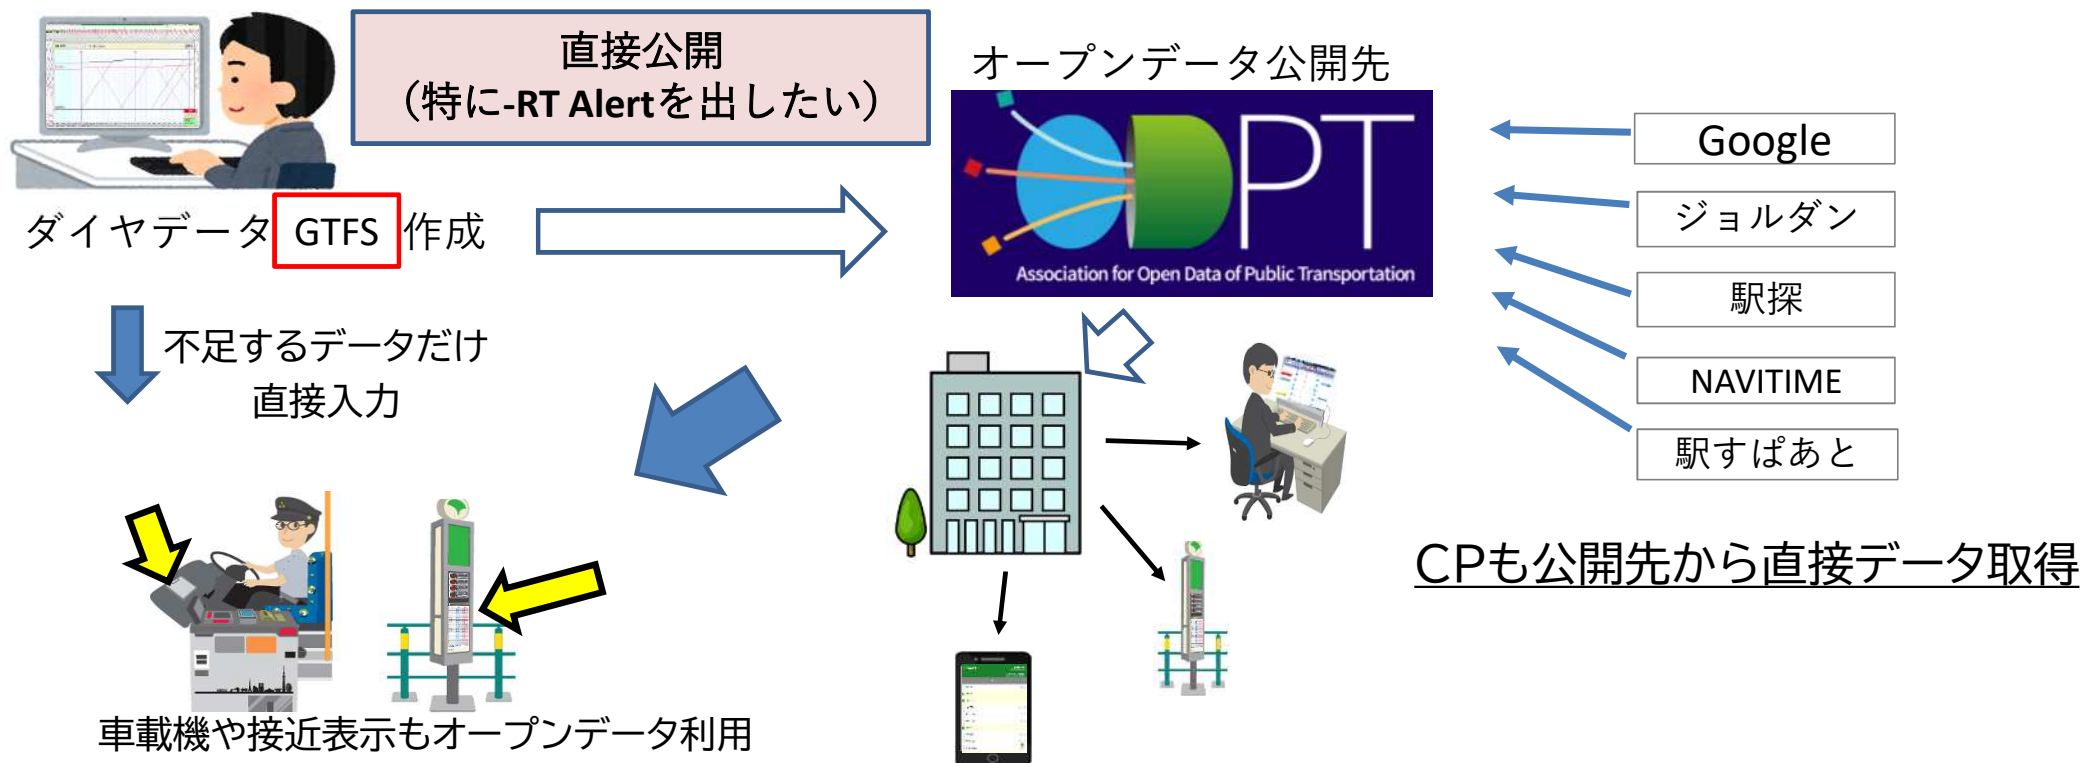 直接公開
（特に-RT Alertを出したい）
オープンデータ公開先
PT
Association for Open Data of Public Transportation
Google
ジョルダン
駅探
NAVITIME
駅すぱあと
ダイヤデータ GTFS 作成
不足するデータだけ
直接入力
CPも公開先から直接データ取得
車載機や接近表示もオープンデータ利用